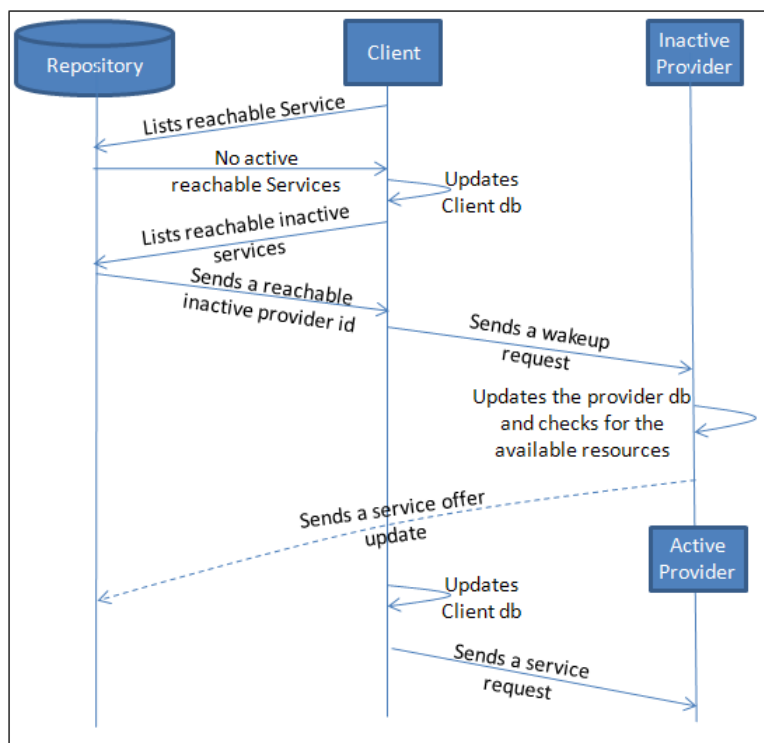 Repository
Client
Inactive
Provider
Lists reachable Service
No active
reachable Services
Updates
Client db
Lists reachable inactive
services
Sends a reachable
inactive provider id
Sends a wakeup
request
Updates the provider db
and checks for the
available resources
Sends a service offer
update
Active
Provider
Updates
Client db
Sends a service
request